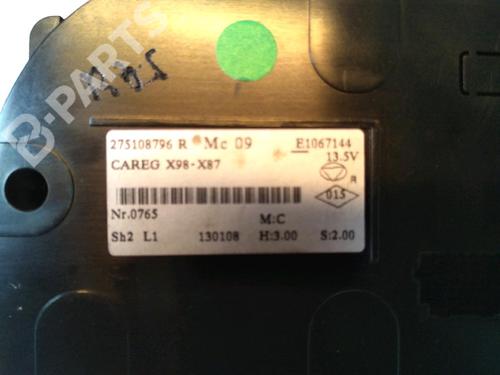 B-PARTS
275108796 R Mc 09 E1067144
13.5V
CAREG X98-X87
R
015
Nr.0765 M:C
Sh2 L1 130108 H:3.00 S:2.00